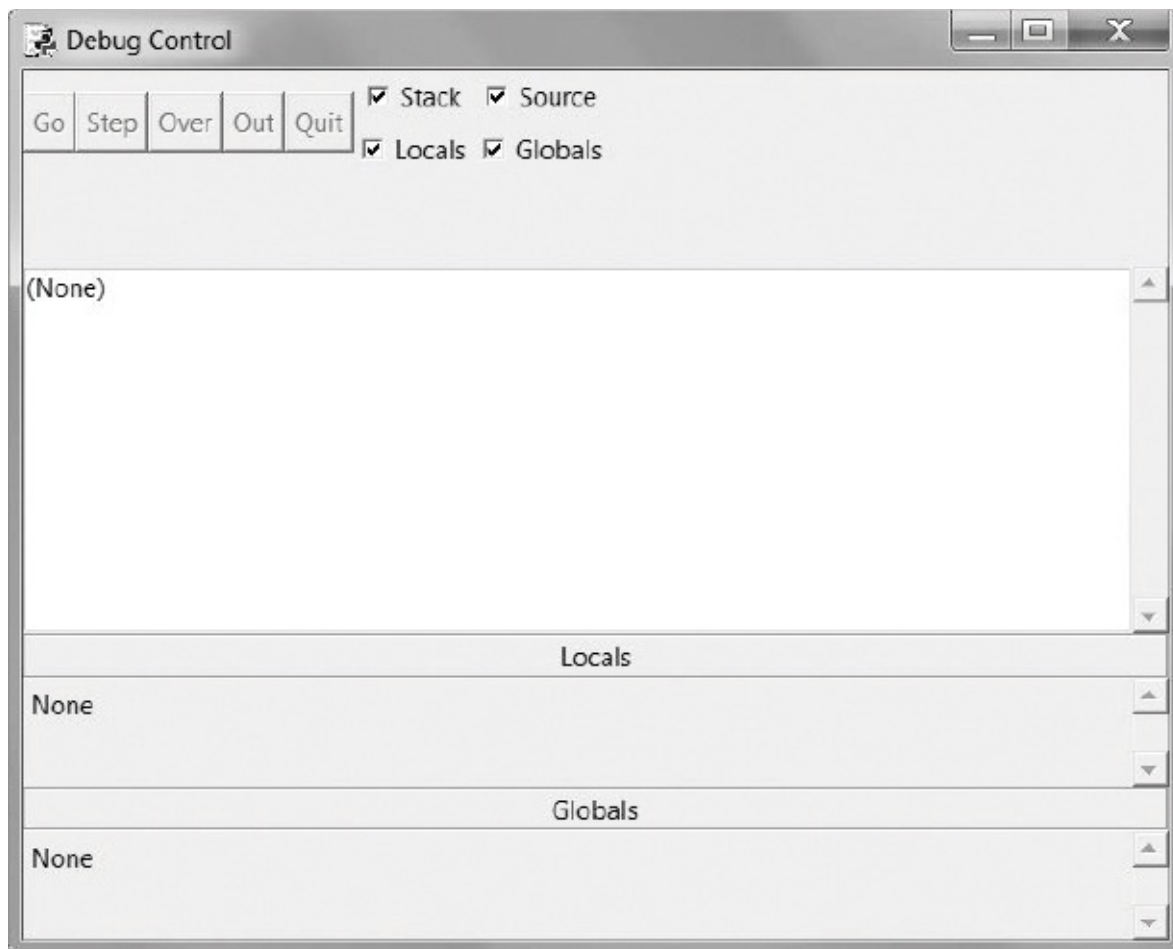 Debug Control
Go Step Over Out Quit
Stack Source
Locals Globals
(None)
Locals
None
Globals
None